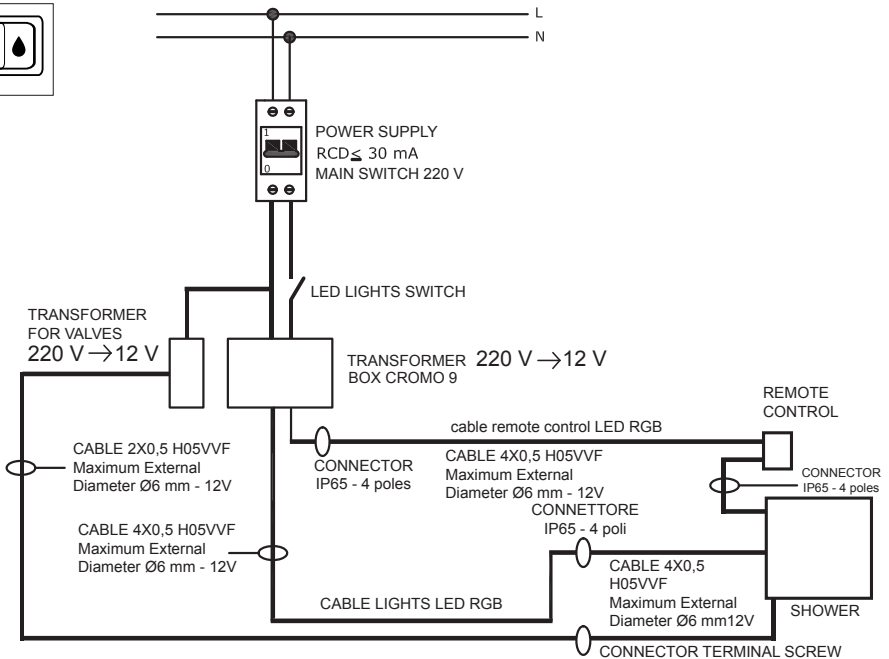 L
N
1
0
POWER SUPPLY
RCD≤ 30 mA
MAIN SWITCH 220 V
LED LIGHTS SWITCH
TRANSFORMER
FOR VALVES
220 V→12 V
TRANSFORMER 220 V→12 V
BOX CROMO 9
REMOTE
CONTROL
cable remote control LED RGB
CONNECTOR
IP65 - 4 poles
CABLE 4X0,5 H05VVF
Maximum External
Diameter Ø6 mm - 12V
CONNECTOR
IP65 - 4 poles
CABLE 2X0,5 H05VVF
Maximum External
Diameter Ø6 mm - 12V
CONNETTORE
IP65 - 4 poli
CABLE 4X0,5 H05VVF
Maximum External
Diameter Ø6 mm - 12V
CABLE 4X0,5
H05VVF
Maximum External
Diameter Ø6 mm12V
CABLE LIGHTS LED RGB
SHOWER
CONNECTOR TERMINAL SCREW